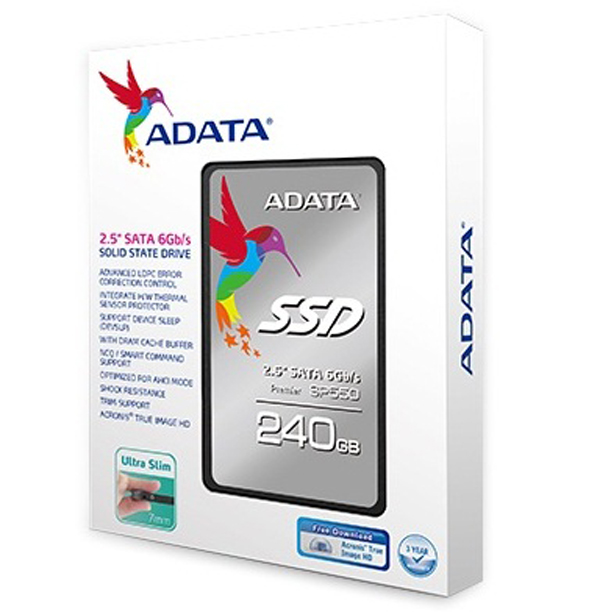 ADATA®
2.5" SATA 6Gb/s
SOLID STATE DRIVE
ADVANCED LDPC ERROR
CORRECTION CONTROL
INTEGRATE H/W THERMAL
SENSOR PROTECTOR
SUPPORT DEVICE SLEEP
(DEVSLP)
WITH DRAM CACHE BUFFER
NCQ / SMART COMMAND
SUPPORT
OPTIMIZED FOR AHCI MODE
SHOCK RESISTANCE
TRIM SUPPORT
ACRONIS® TRUE IMAGE HD
Ultra Slim
7mm
ADATA
SSD
2.5" SATA 6Gb/s
Premier SP550
240GB
Free Download
Acronis® True
Image HD
3 YEAR
ADATA®